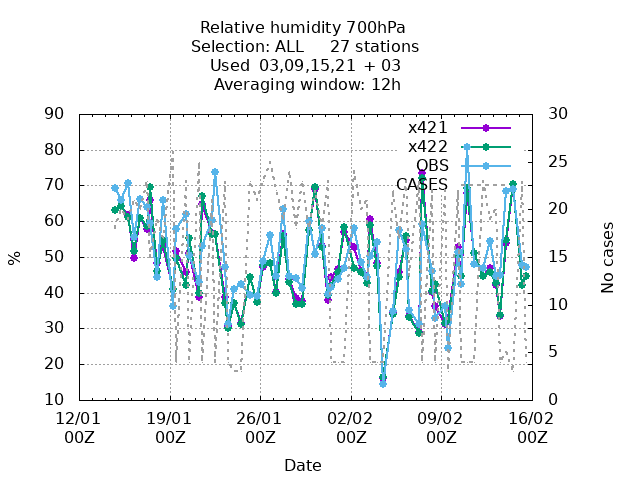 Relative humidity 700hPa
Selection: ALL 27 stations
Used 03,09,15,21 + 03
Averaging window: 12h
x421
x422
OBS
CASES
%
90
80
70
60
50
40
30
20
10
30
25
20
15
10
5
0
No cases
12/01 19/01 26/01 02/02 09/02 16/02
00Z 00Z 00Z 00Z 00Z 00Z
Date